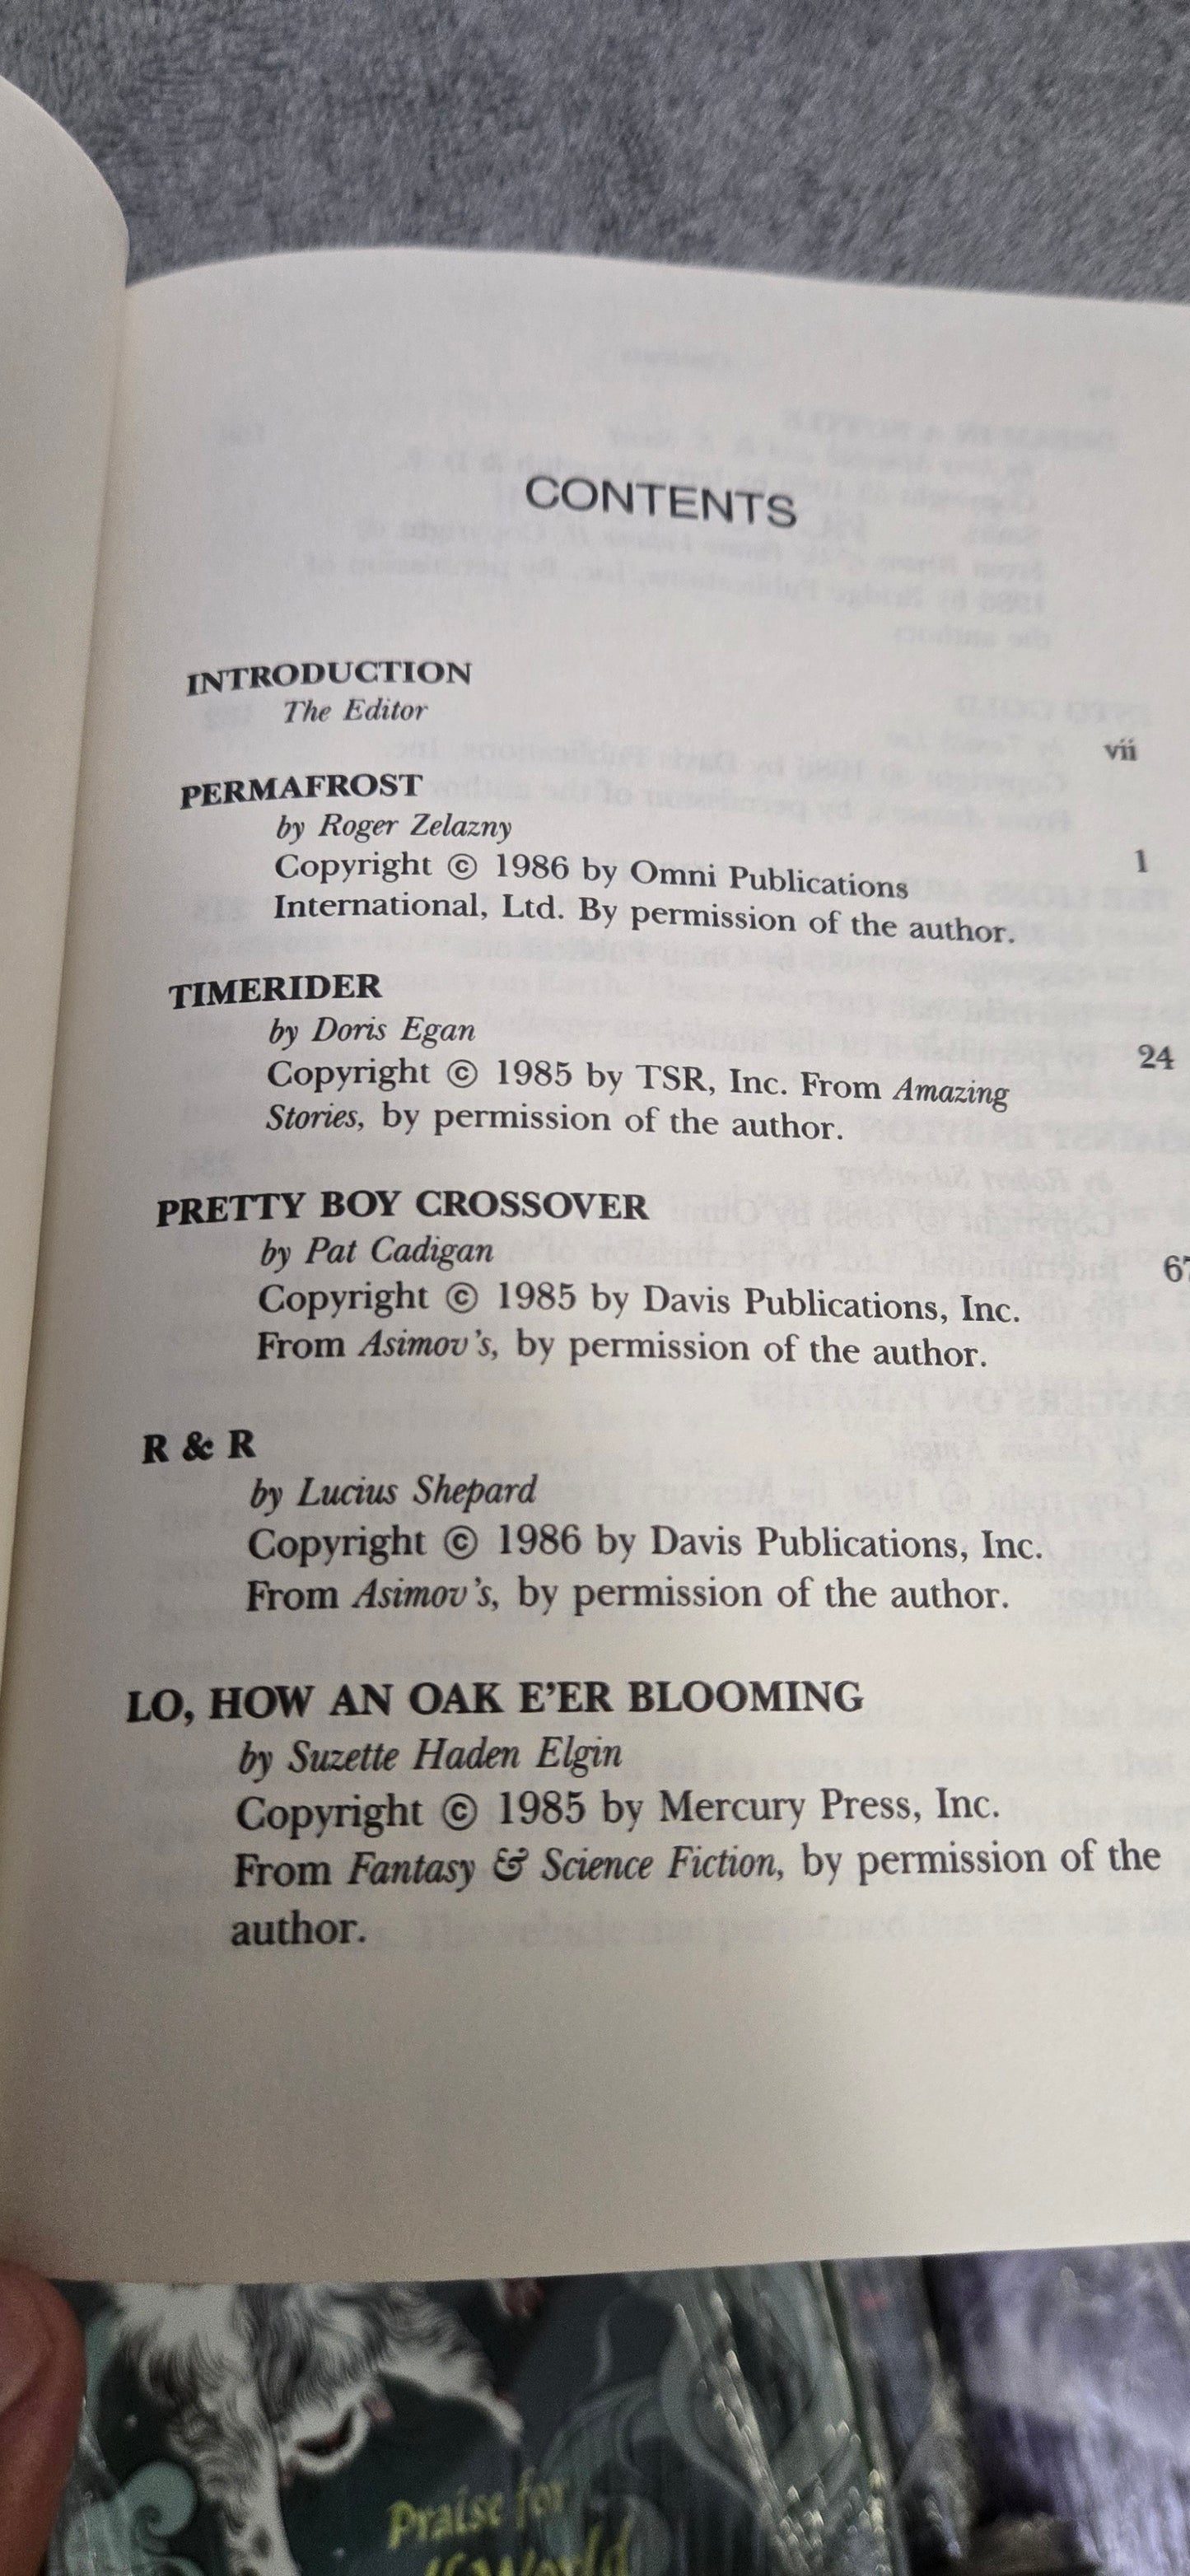 CONTENTS
INTRODUCTION
The Editor
vii
PERMAFROST
by Roger Zelazny
1
Copyright © 1986 by Omni Publications
International, Ltd. By permission of the author.
TIMERIDER
by Doris Egan
24
Copyright © 1985 by TSR, Inc. From Amazing
Stories, by permission of the author.
PRETTY BOY CROSSOVER
by Pat Cadigan
67
Copyright © 1985 by Davis Publications, Inc.
From Asimov's, by permission of the author.
R & R
by Lucius Shepard
Copyright © 1986 by Davis Publications, Inc.
From Asimov's, by permission of the author.
LO, HOW AN OAK E'ER BLOOMING
by Suzette Haden Elgin
Copyright © 1985 by Mercury Press, Inc.
From Fantasy & Science Fiction, by permission of the
author.
Praise for
World